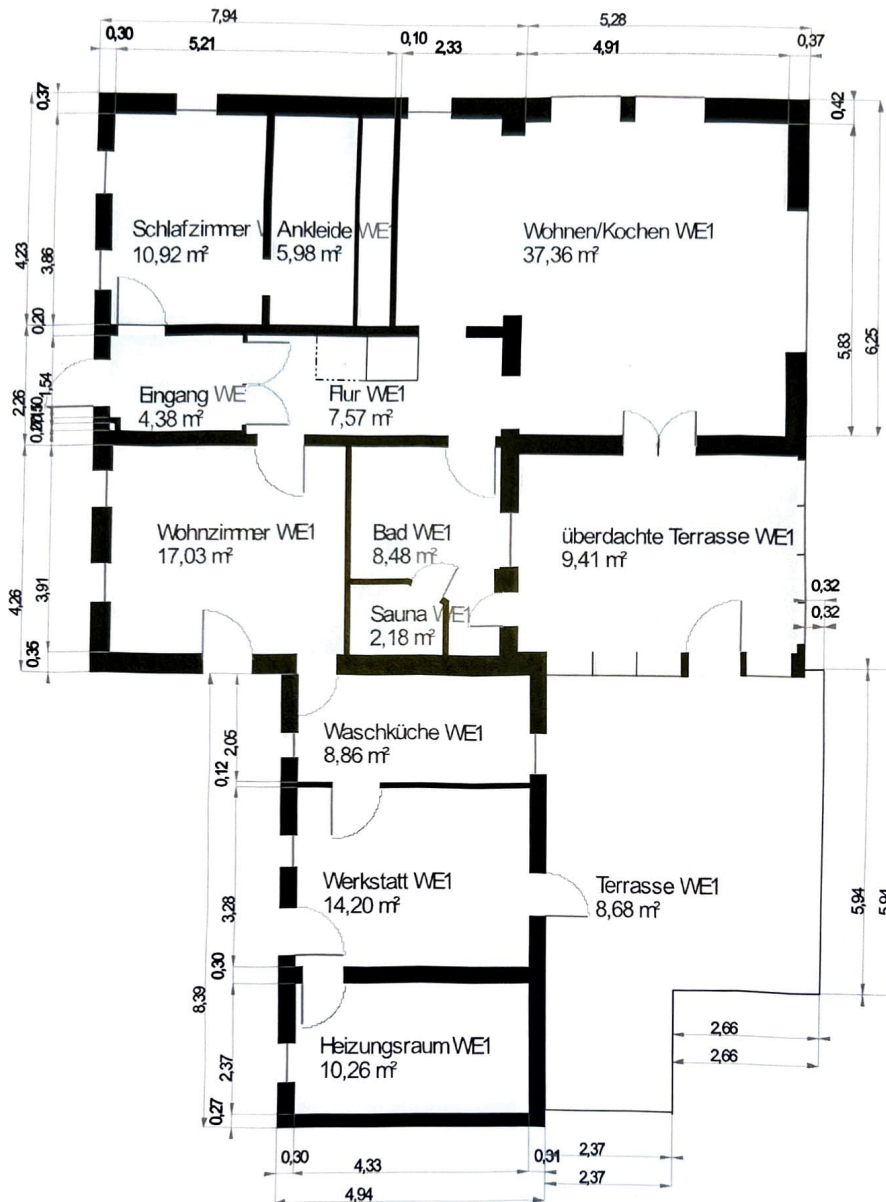 7,94
5,28
0,30
5,21
0,10
2,33
4,91
0,37
0,37
0,42
Schlafzimmer
10,92 m²
Ankleide WE1
5,98 m²
Wohnen/Kochen WE1
37,36 m²
4,23
3,86
0,20
5,83
6,25
Eingang WE
4,38 m²
Flur WE1
7,57 m²
2,26
1,54
Wohnzimmer WE1
17,03 m²
Bad WE1
8,48 m²
überdachte Terrasse WE1
9,41 m²
Sauna WE1
2,18 m²
4,26
3,91
0,35
0,32
0,32
Waschküche WE1
8,86 m²
2,05
0,12
Werkstatt WE1
14,20 m²
Terrasse WE1
8,68 m²
3,28
0,30
8,39
5,94
5,94
Heizungsraum WE1
10,26 m²
2,37
0,27
2,66
2,66
0,30
4,33
0,31
2,37
4,94
2,37